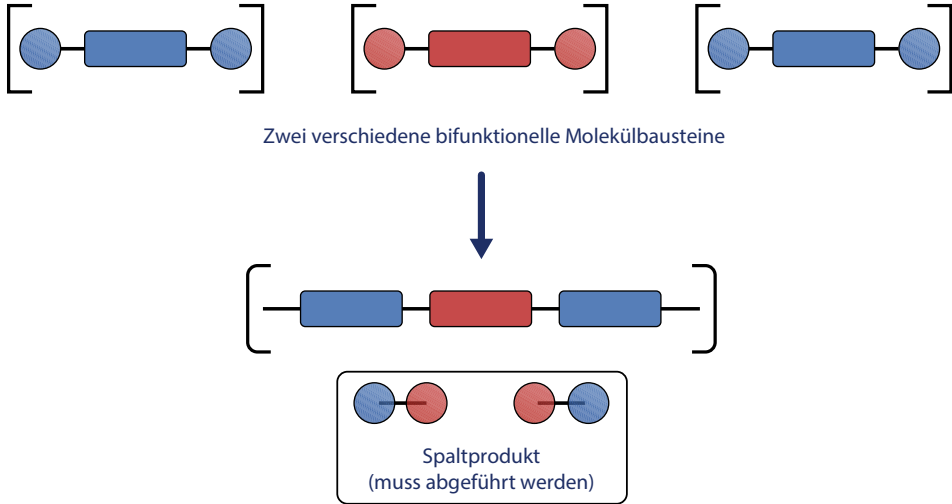 Zwei verschiedene bifunktionelle Molekülbausteine
Spaltprodukt
(muss abgeführt werden)